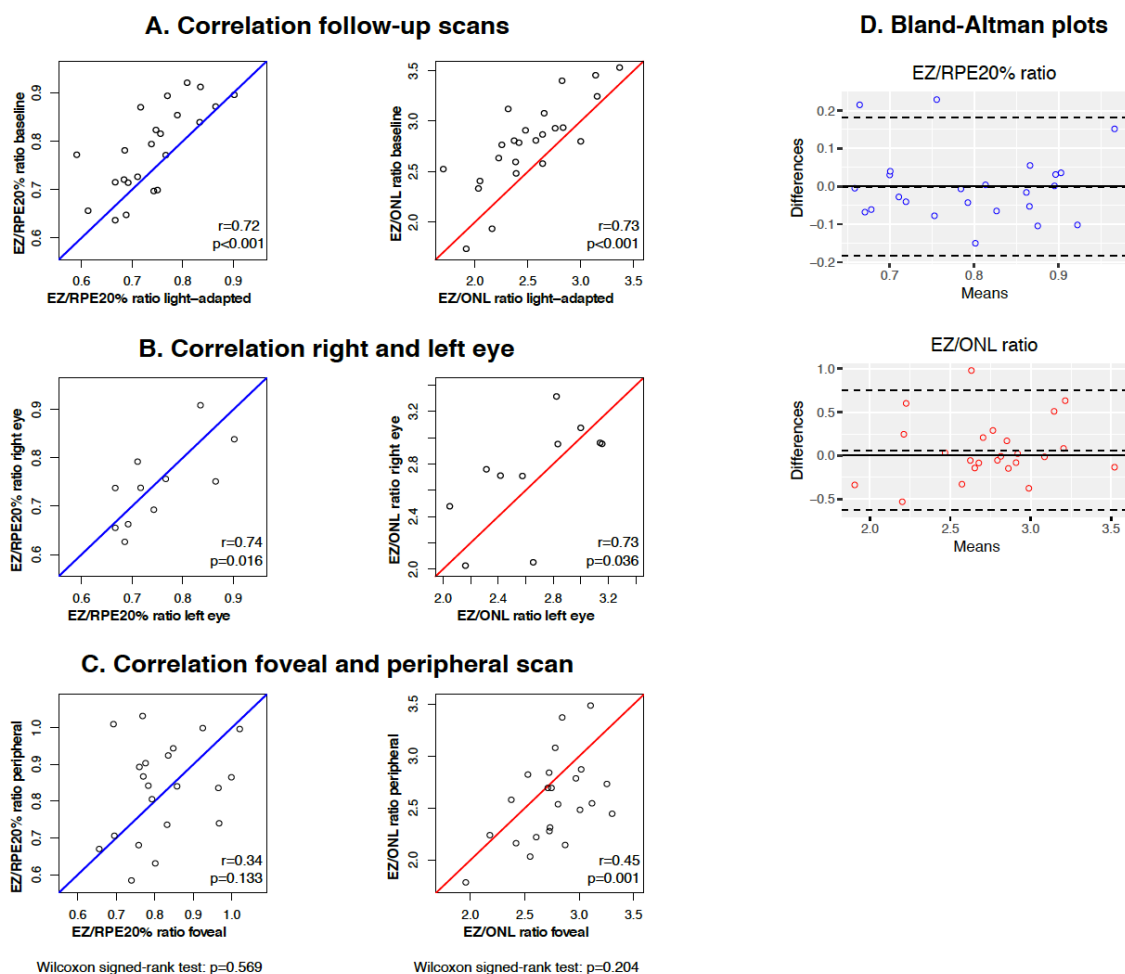 A. Correlation follow-up scans
EZ/RPE20% ratio baseline
0.9
0.8
0.7
0.6
r=0.72
p<0.001
0.6 0.7 0.8 0.9
EZ/RPE20% ratio light–adapted
EZ/ONL ratio baseline
3.5
3.0
2.5
2.0
r=0.73
p<0.001
2.0 2.5 3.0 3.5
EZ/ONL ratio light–adapted
B. Correlation right and left eye
EZ/RPE20% ratio right eye
0.9
0.8
0.7
0.6
r=0.74
p=0.016
0.6 0.7 0.8 0.9
EZ/RPE20% ratio left eye
EZ/ONL ratio right eye
3.2
2.8
2.4
2.0
r=0.73
p=0.036
2.0 2.4 2.8 3.2
EZ/ONL ratio left eye
C. Correlation foveal and peripheral scan
EZ/RPE20% ratio peripheral
1.0
0.9
0.8
0.7
0.6
r=0.34
p=0.133
0.6 0.7 0.8 0.9 1.0
EZ/RPE20% ratio foveal
Wilcoxon signed-rank test: p=0.569
EZ/ONL ratio peripheral
3.5
3.0
2.5
2.0
r=0.45
p=0.001
2.0 2.5 3.0 3.5
EZ/ONL ratio foveal
Wilcoxon signed-rank test: p=0.204
D. Bland-Altman plots
EZ/RPE20% ratio
Differences
0.2
0.1
0.0
−0.1
−0.2
0.7 0.8 0.9
Means
EZ/ONL ratio
Differences
1.0
0.5
0.0
−0.5
2.0 2.5 3.0 3.5
Means